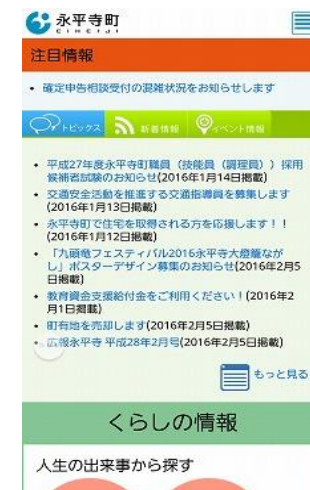 永平寺町
EIHEIJI
注目情報
• 確定申告相談受付の混雑状況をお知らせします
トピックス 新着情報 イベント情報
• 平成27年度永平寺町職員（技能員（調理員））採用
候補者試験のお知らせ(2016年1月14日掲載)
• 交通安全活動を推進する交通指導員を募集します
(2016年1月13日掲載)
• 永平寺町で住宅を取得される方を応援します！！
(2016年1月12日掲載)
• 「九頭竜フェスティバル2016永平寺大燈籠なが
し」ポスターデザイン募集のお知らせ(2016年2月5
日掲載)
• 教育資金支援給付金をご利用ください！(2016年2
月1日掲載)
• 町有地を売却します(2016年2月5日掲載)
• 広報永平寺 平成28年2月号(2016年2月5日掲載)
もっと見る
くらしの情報
人生の出来事から探す